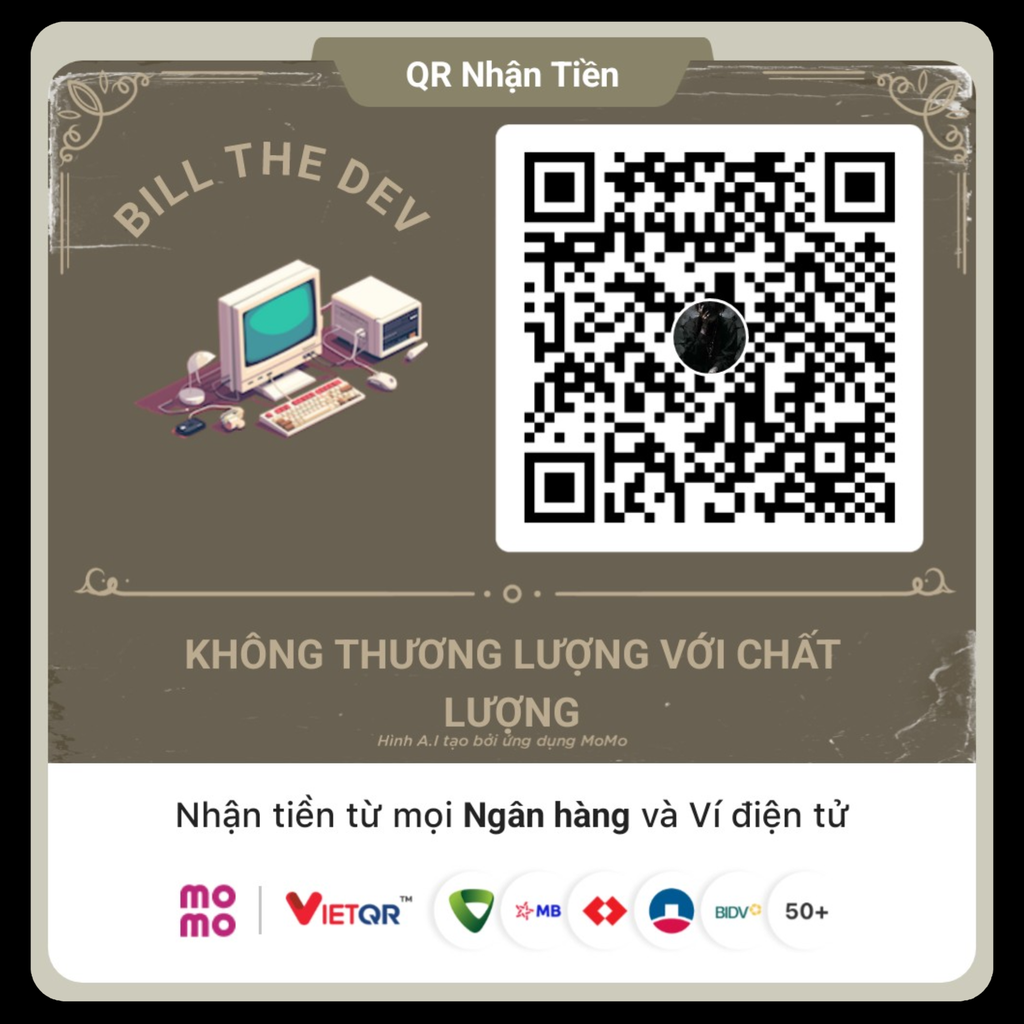 QR Nhận Tiền
BILL THE DEV
KHÔNG THƯƠNG LƯỢNG VỚI CHẤT
LƯỢNG
Hình A.I tạo bởi ứng dụng MoMo
Nhận tiền từ mọi Ngân hàng và Ví điện tử
mo
mo
VIETQR™ MB BIDV 50+